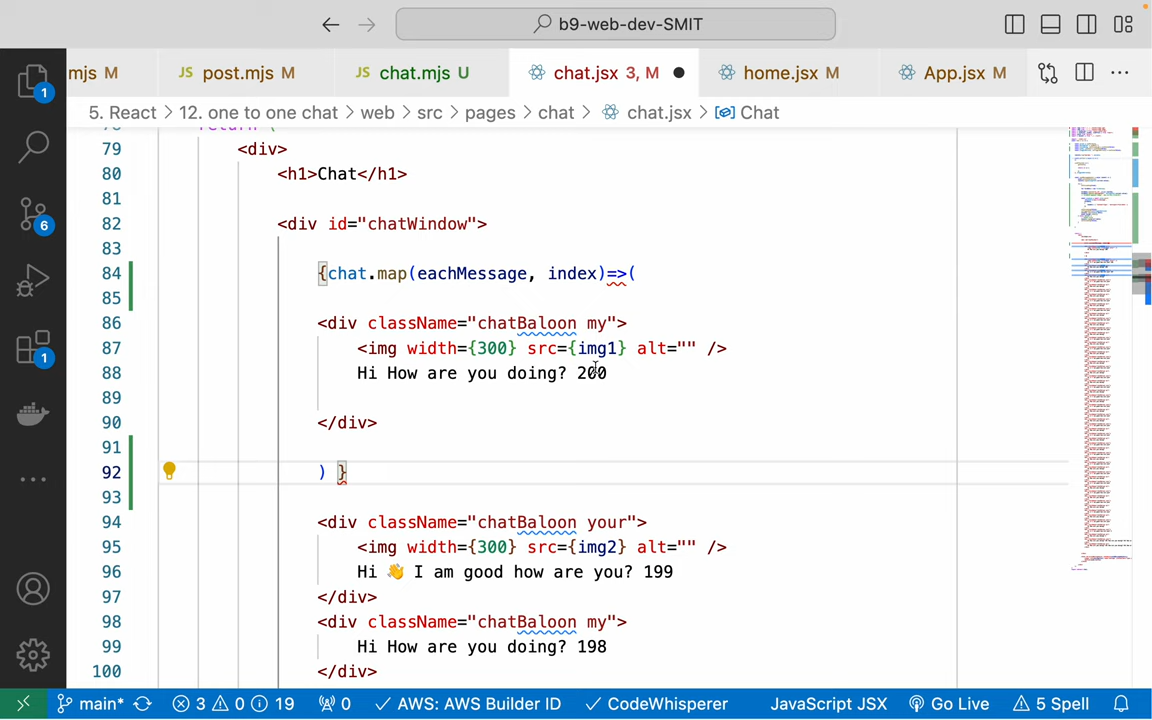 b9-web-dev-SMIT
mjs M
JS post.mjs M
JS chat.mjs U
chat.jsx 3, M
home.jsx M
App.jsx M
5. React > 12. one to one chat > web > src > pages > chat > chat.jsx > Chat
79 <div>
80 <h1>Chat</h1>
81
82 <div id="chatWindow">
83
84 {chat.map(eachMessage, index)=>(
85
86 <div className="chatBaloon my">
87 <img width={300} src={img1} alt="" />
88 Hi How are you doing? 200
89
90 </div>
91
92 ) }
93
94 <div className="chatBaloon your">
95 <img width={300} src={img2} alt="" />
96 Hi 👋 I am good how are you? 199
97 </div>
98 <div className="chatBaloon my">
99 Hi How are you doing? 198
100 </div>
1
6
1
main* 3 0 19 0 AWS: AWS Builder ID CodeWhisperer JavaScript JSX Go Live 5 Spell